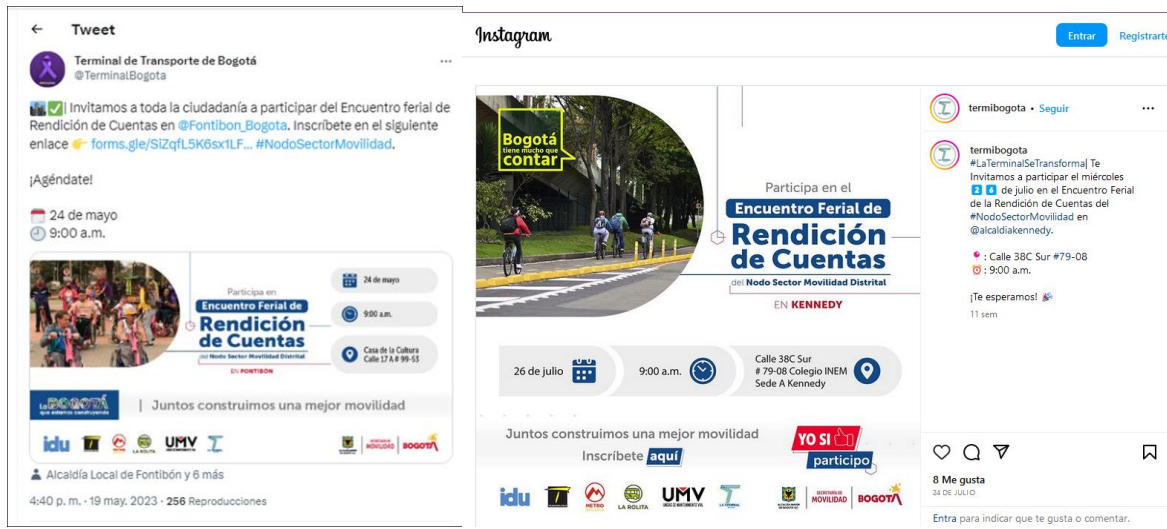 Tweet
Terminal de Transporte de Bogotá
@TerminalBogota
| Invitamos a toda la ciudadanía a participar del Encuentro ferial de
Rendición de Cuentas en @Fontibon_Bogota. Inscríbete en el siguiente
enlace 👉 forms.gle/SiZqfL5K6sx1LF... #NodoSectorMovilidad.
¡Agéndate!
24 de mayo
9:00 a.m.
Participa en
Encuentro Ferial de
Rendición
de Cuentas
del Nodo Sector Movilidad Distrital
EN FONTIBÓN
24 de mayo
9:00 a.m.
Casa de la Cultura
Calle 17 A # 99-53
La BOGOTÁ
que estamos construyendo
| Juntos construimos una mejor movilidad
idu
METRO
LA ROLITA
UMV
MOVILIDAD
BOGOTÁ
Alcaldía Local de Fontibón y 6 más
4:40 p. m. · 19 may. 2023 · 256 Reproducciones
Instagram
Entrar
Registrarte
Bogotá
tiene mucho que
contar
Participa en el
Encuentro Ferial de
Rendición
de Cuentas
del Nodo Sector Movilidad Distrital
EN KENNEDY
26 de julio
9:00 a.m.
Calle 38C Sur
# 79-08 Colegio INEM
Sede A Kennedy
Juntos construimos una mejor movilidad
Inscríbete aquí
YO SI
participo
idu
METRO
LA ROLITA
UMV
MOVILIDAD
BOGOTÁ
termibogota • Seguir
termibogota
#LaTerminalSeTransforma| Te
Invitamos a participar el miércoles
2 6 de julio en el Encuentro Ferial
de la Rendición de Cuentas del
#NodoSectorMovilidad en
@alcaldiakennedy.
: Calle 38C Sur #79-08
: 9:00 a.m.
¡Te esperamos!
11 sem
8 Me gusta
24 DE JULIO
Entra para indicar que te gusta o comentar.